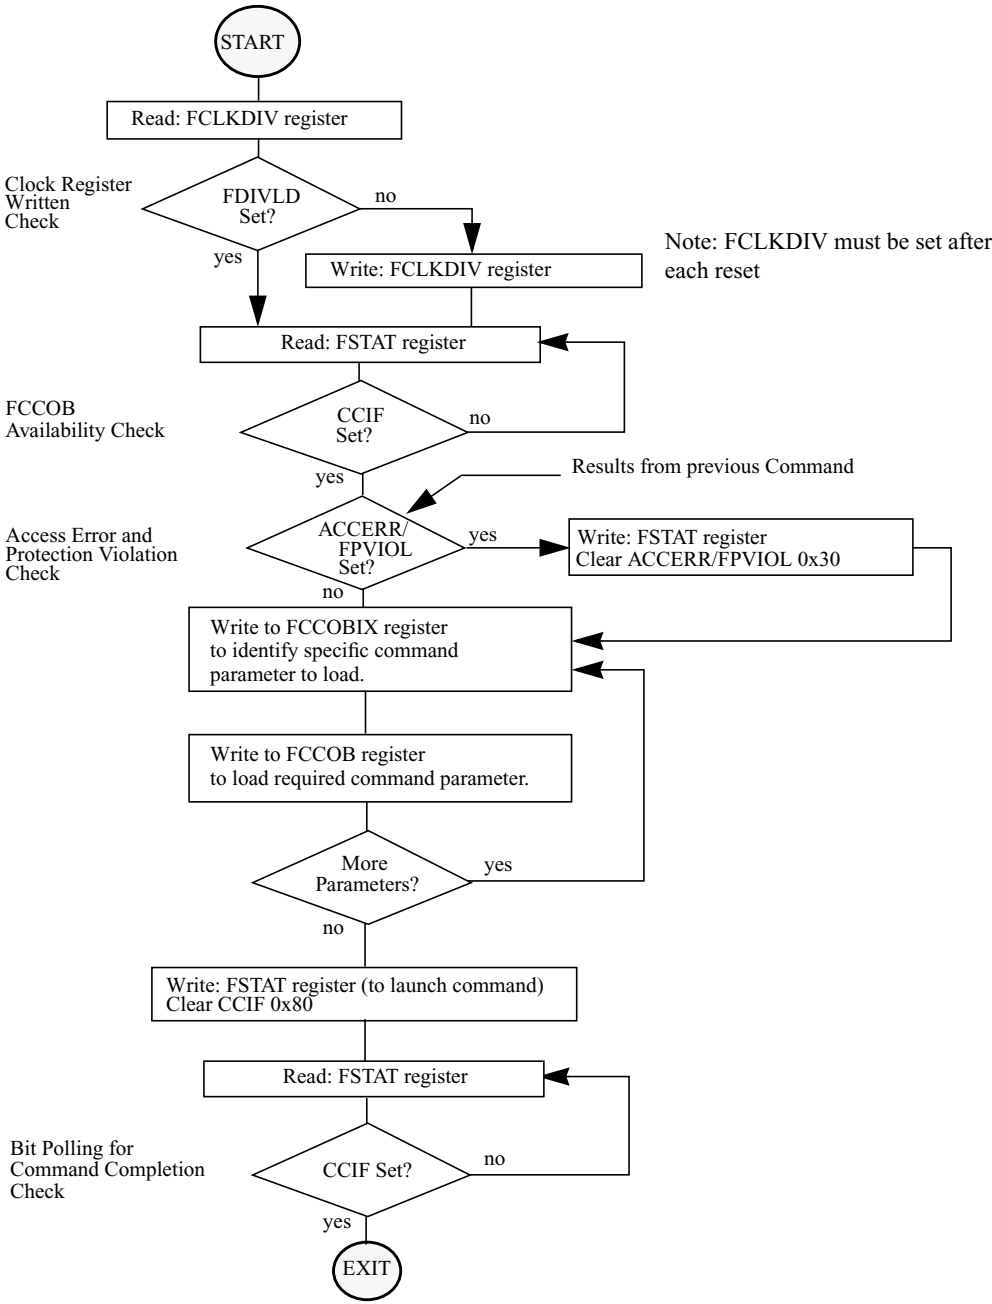 START
Read: FCLKDIV register
Clock Register
Written
Check
FDIVLD
Set?
no
yes
Write: FCLKDIV register
Note: FCLKDIV must be set after
each reset
Read: FSTAT register
FCCOB
Availability Check
CCIF
Set?
no
yes
Results from previous Command
Access Error and
Protection Violation
Check
ACCERR/
FPVIOL
Set?
yes
no
Write: FSTAT register
Clear ACCERR/FPVIOL 0x30
Write to FCCOBIX register
to identify specific command
parameter to load.
Write to FCCOB register
to load required command parameter.
More
Parameters?
yes
no
Write: FSTAT register (to launch command)
Clear CCIF 0x80
Read: FSTAT register
Bit Polling for
Command Completion
Check
CCIF Set?
no
yes
EXIT